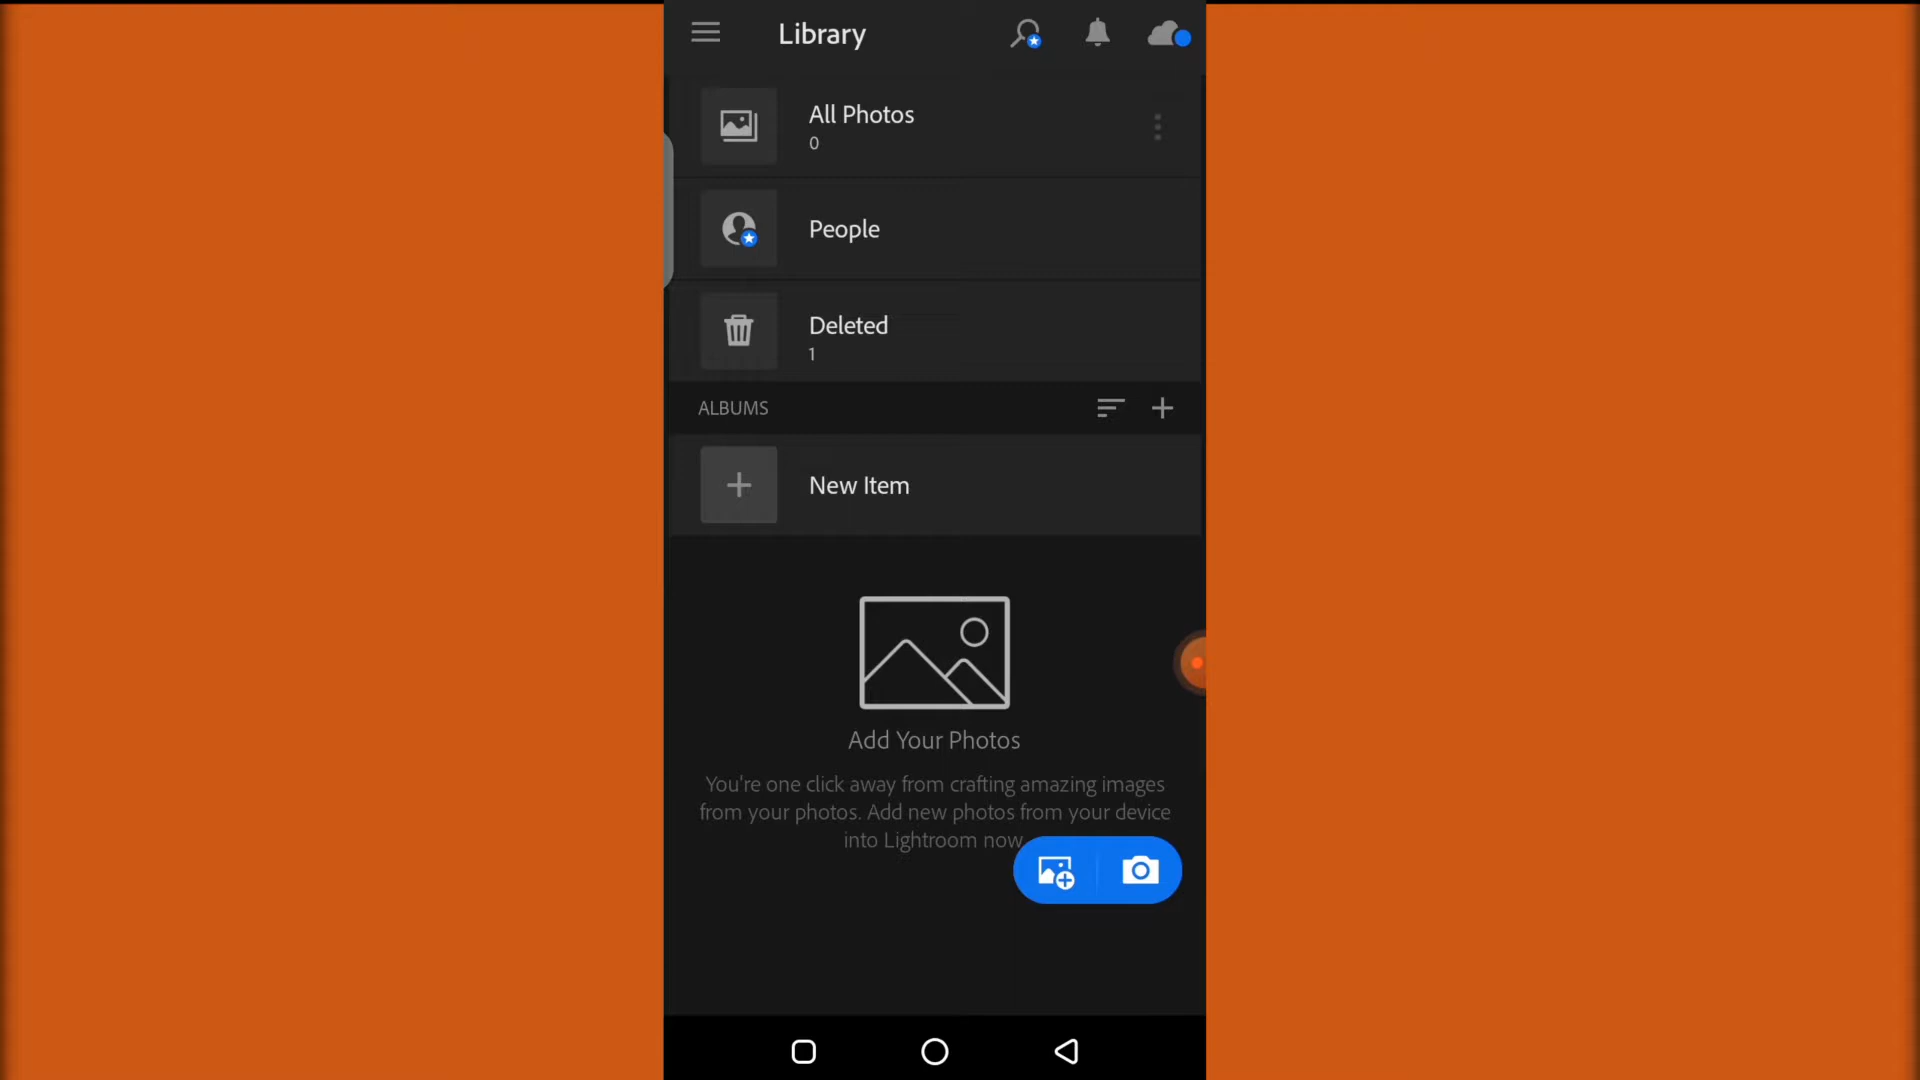 Library
All Photos
0
People
Deleted
1
ALBUMS
New Item
Add Your Photos
You're one click away from crafting amazing images
from your photos. Add new photos from your device
into Lightroom now.